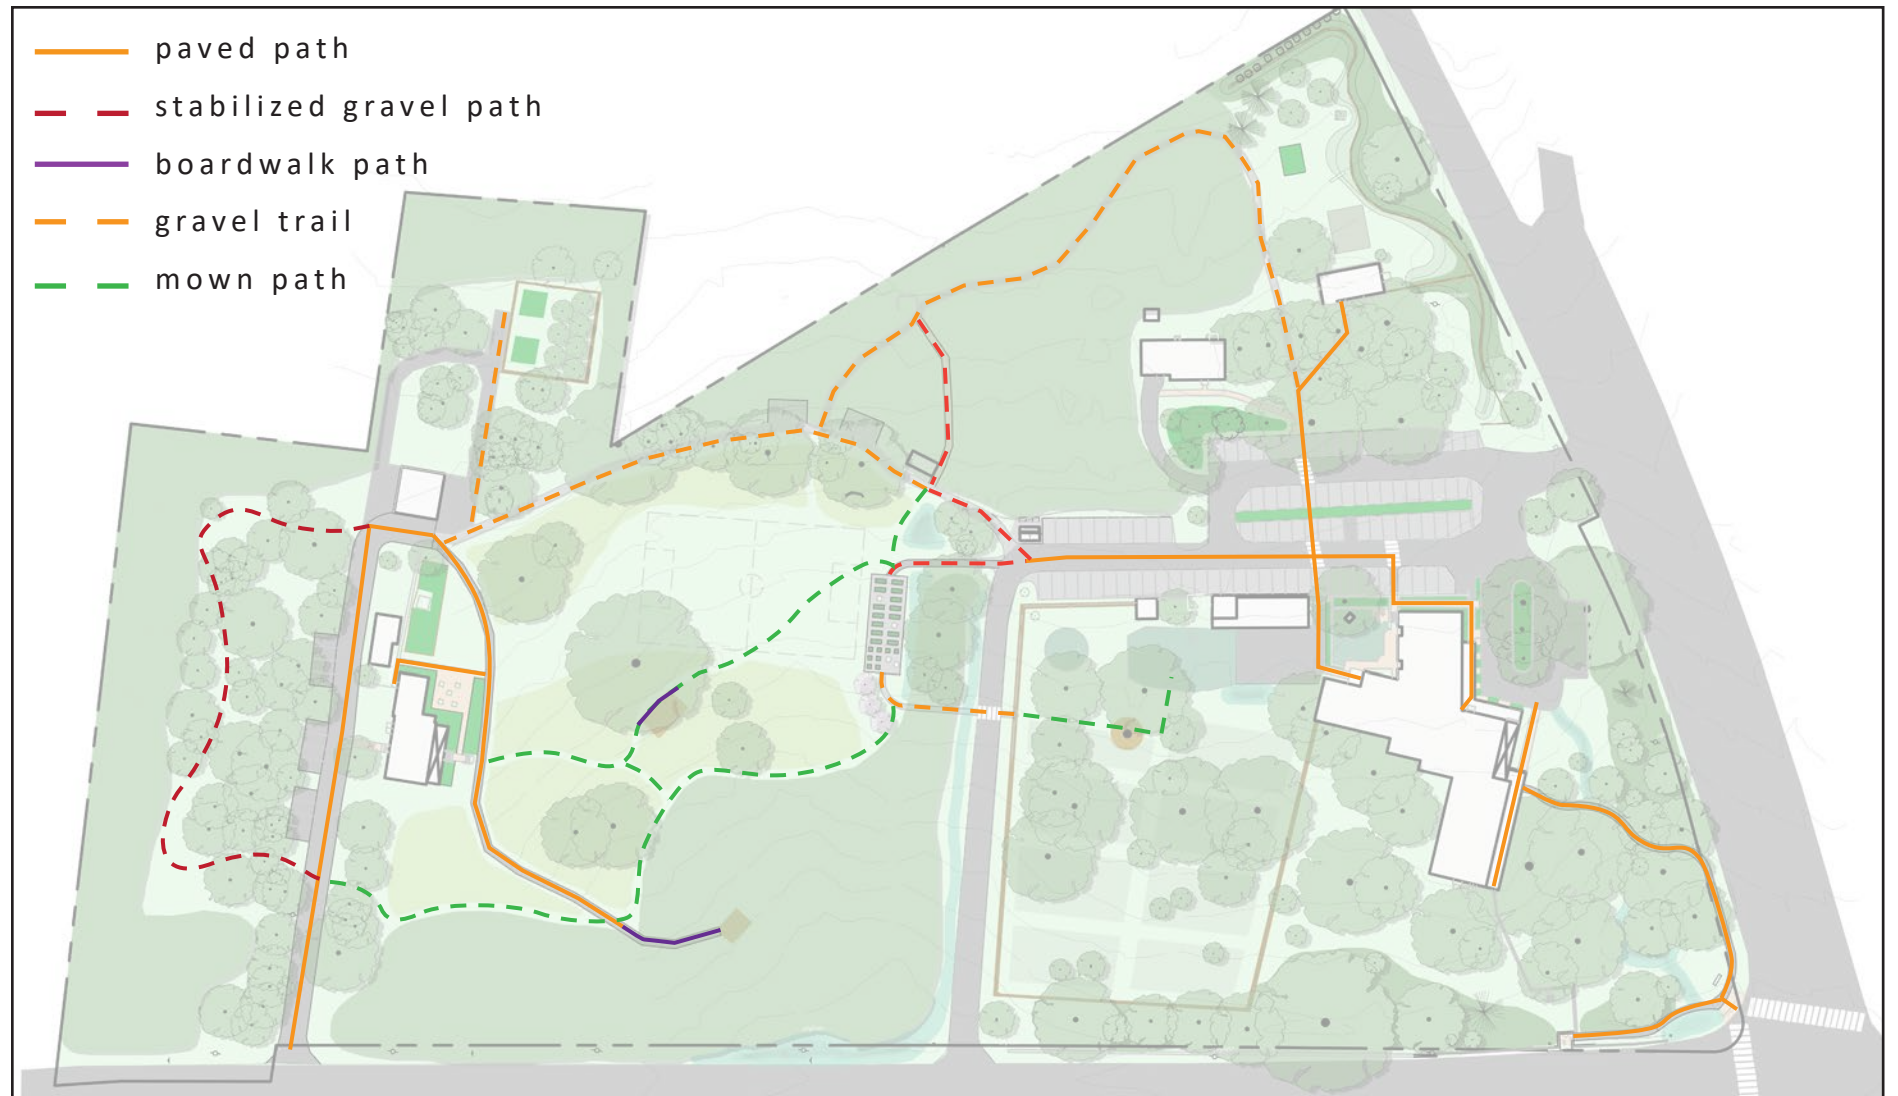 paved path
stabilized gravel path
boardwalk path
gravel trail
mown path